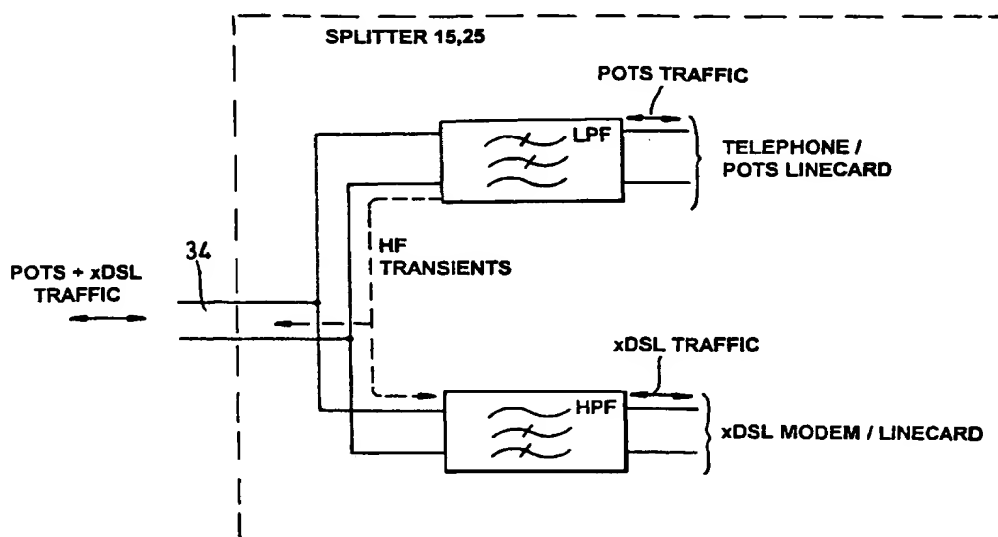 SPLITTER 15,25
POTS TRAFFIC
LPF
TELEPHONE /
POTS LINECARD
HF
TRANSIENTS
34
POTS + xDSL
TRAFFIC
xDSL TRAFFIC
HPF
xDSL MODEM / LINECARD